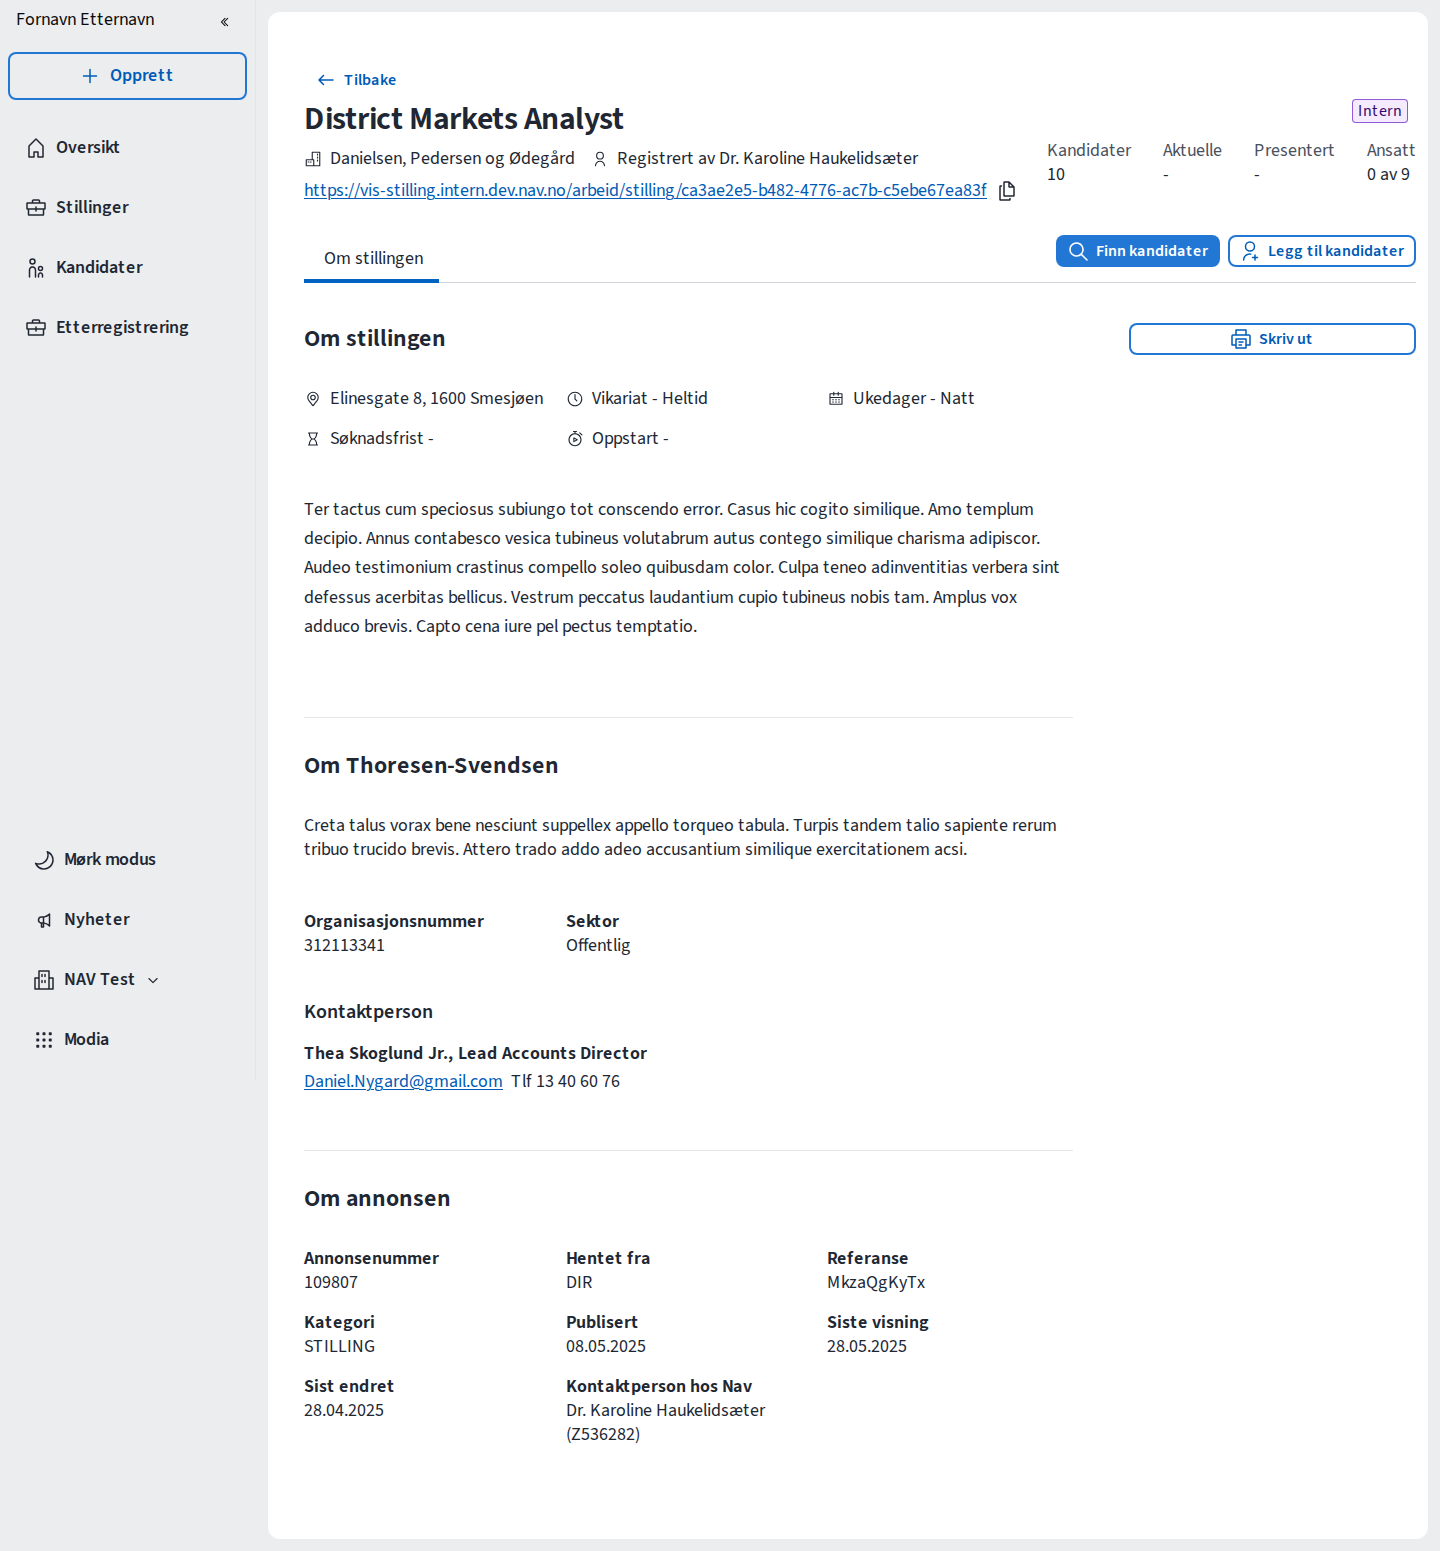 Fornavn Etternavn
Opprett
Oversikt
Stillinger
Kandidater
Etterregistrering
Mørk modus
Nyheter
NAV Test
Modia
Tilbake
District Markets Analyst
Intern
Danielsen, Pedersen og Ødegård Registrert av Dr. Karoline Haukelidsæter
https://vis-stilling.intern.dev.nav.no/arbeid/stilling/ca3ae2e5-b482-4776-ac7b-c5ebe67ea83f
Kandidater Aktuelle Presentert Ansatt
10 - - 0 av 9
Om stillingen
Finn kandidater Legg til kandidater
Om stillingen
Skriv ut
Elinesgate 8, 1600 Smesjøen Vikariat - Heltid Ukedager - Natt
Søknadsfrist - Oppstart -
Ter tactus cum speciosus subiungo tot conscendo error. Casus hic cogito similique. Amo templum
decipio. Annus contabesco vesica tubineus volutabrum autus contego similique charisma adipiscor.
Audeo testimonium crastinus compello soleo quibusdam color. Culpa teneo adinventitias verbera sint
defessus acerbitas bellicus. Vestrum peccatus laudantium cupio tubineus nobis tam. Amplus vox
adduco brevis. Capto cena iure pel pectus temptatio.
Om Thoresen-Svendsen
Creta talus vorax bene nesciunt suppellex appello torqueo tabula. Turpis tandem talio sapiente rerum
tribuo trucido brevis. Attero trado addo adeo accusantium similique exercitationem acsi.
Organisasjonsnummer Sektor
312113341 Offentlig
Kontaktperson
Thea Skoglund Jr., Lead Accounts Director
Daniel.Nygard@gmail.com Tlf 13 40 60 76
Om annonsen
Annonsenummer Hentet fra Referanse
109807 DIR MkzaQgKyTx
Kategori Publisert Siste visning
STILLING 08.05.2025 28.05.2025
Sist endret Kontaktperson hos Nav
28.04.2025 Dr. Karoline Haukelidsæter
(Z536282)